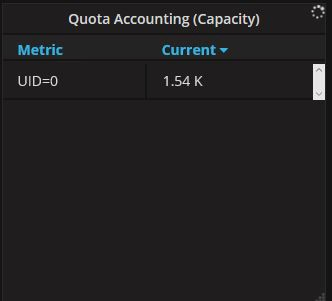 Quota Accounting (Capacity)
Metric Current
UID=0 1.54 K